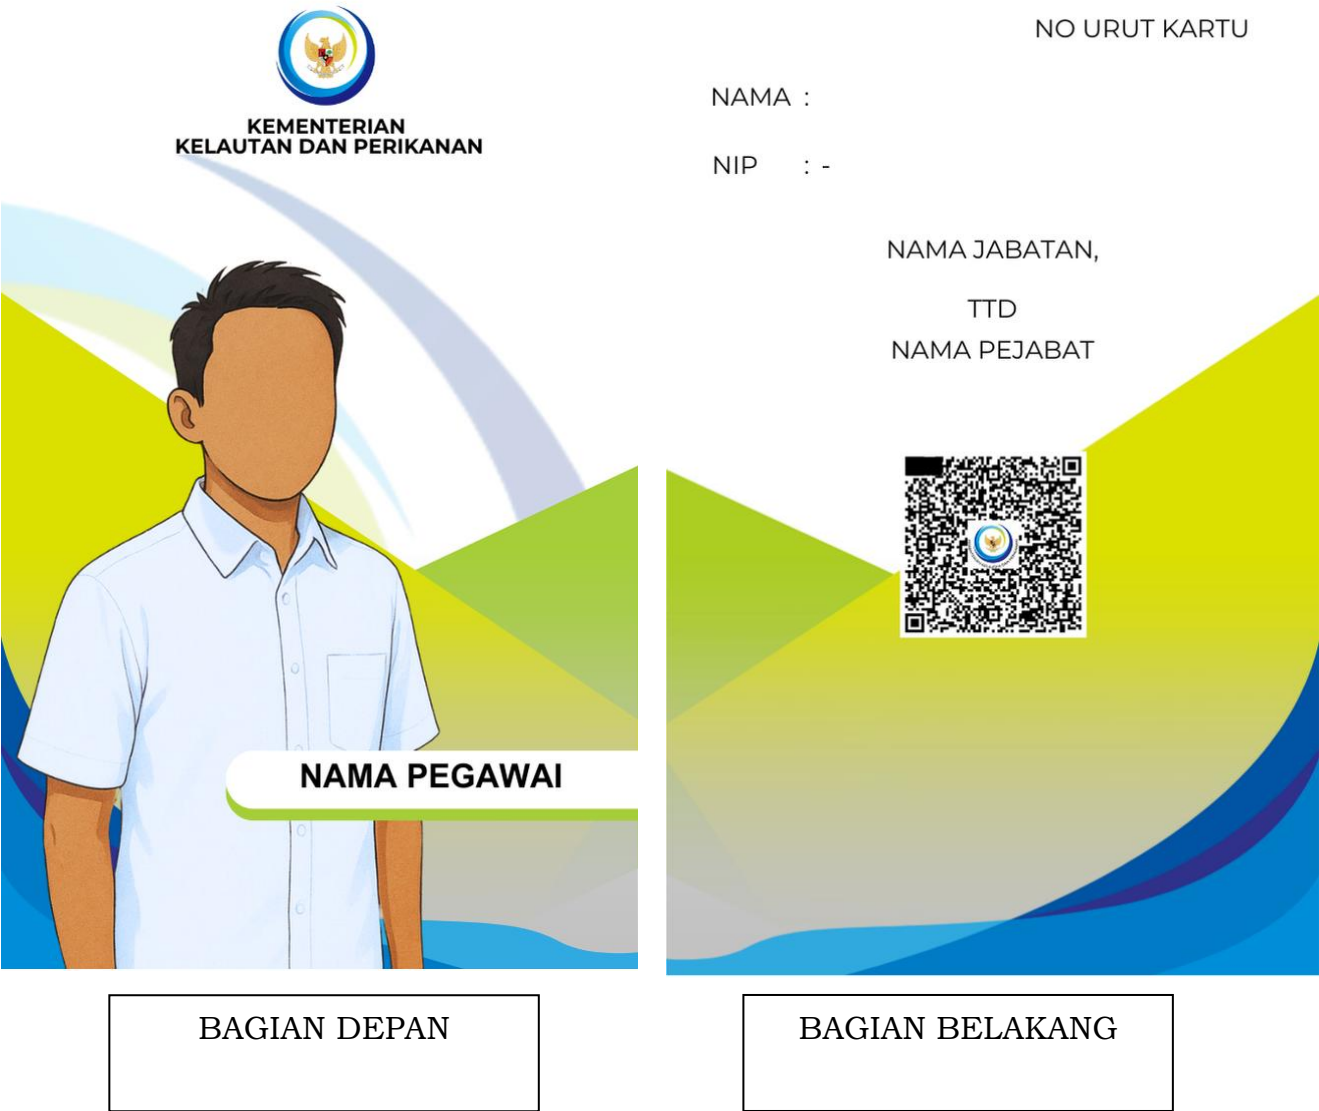 KEMENTERIAN
KELAUTAN DAN PERIKANAN
NAMA PEGAWAI
BAGIAN DEPAN
NO URUT KARTU
NAMA :
NIP : -
NAMA JABATAN,
TTD
NAMA PEJABAT
BAGIAN BELAKANG